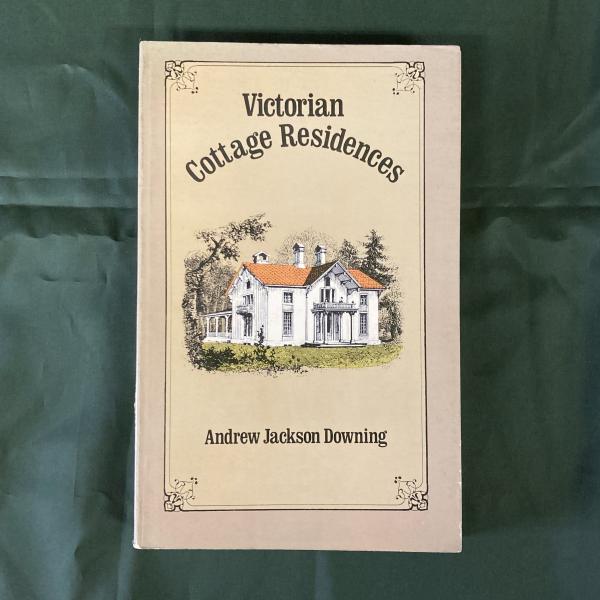 Victorian
Cottage Residences
Andrew Jackson Downing